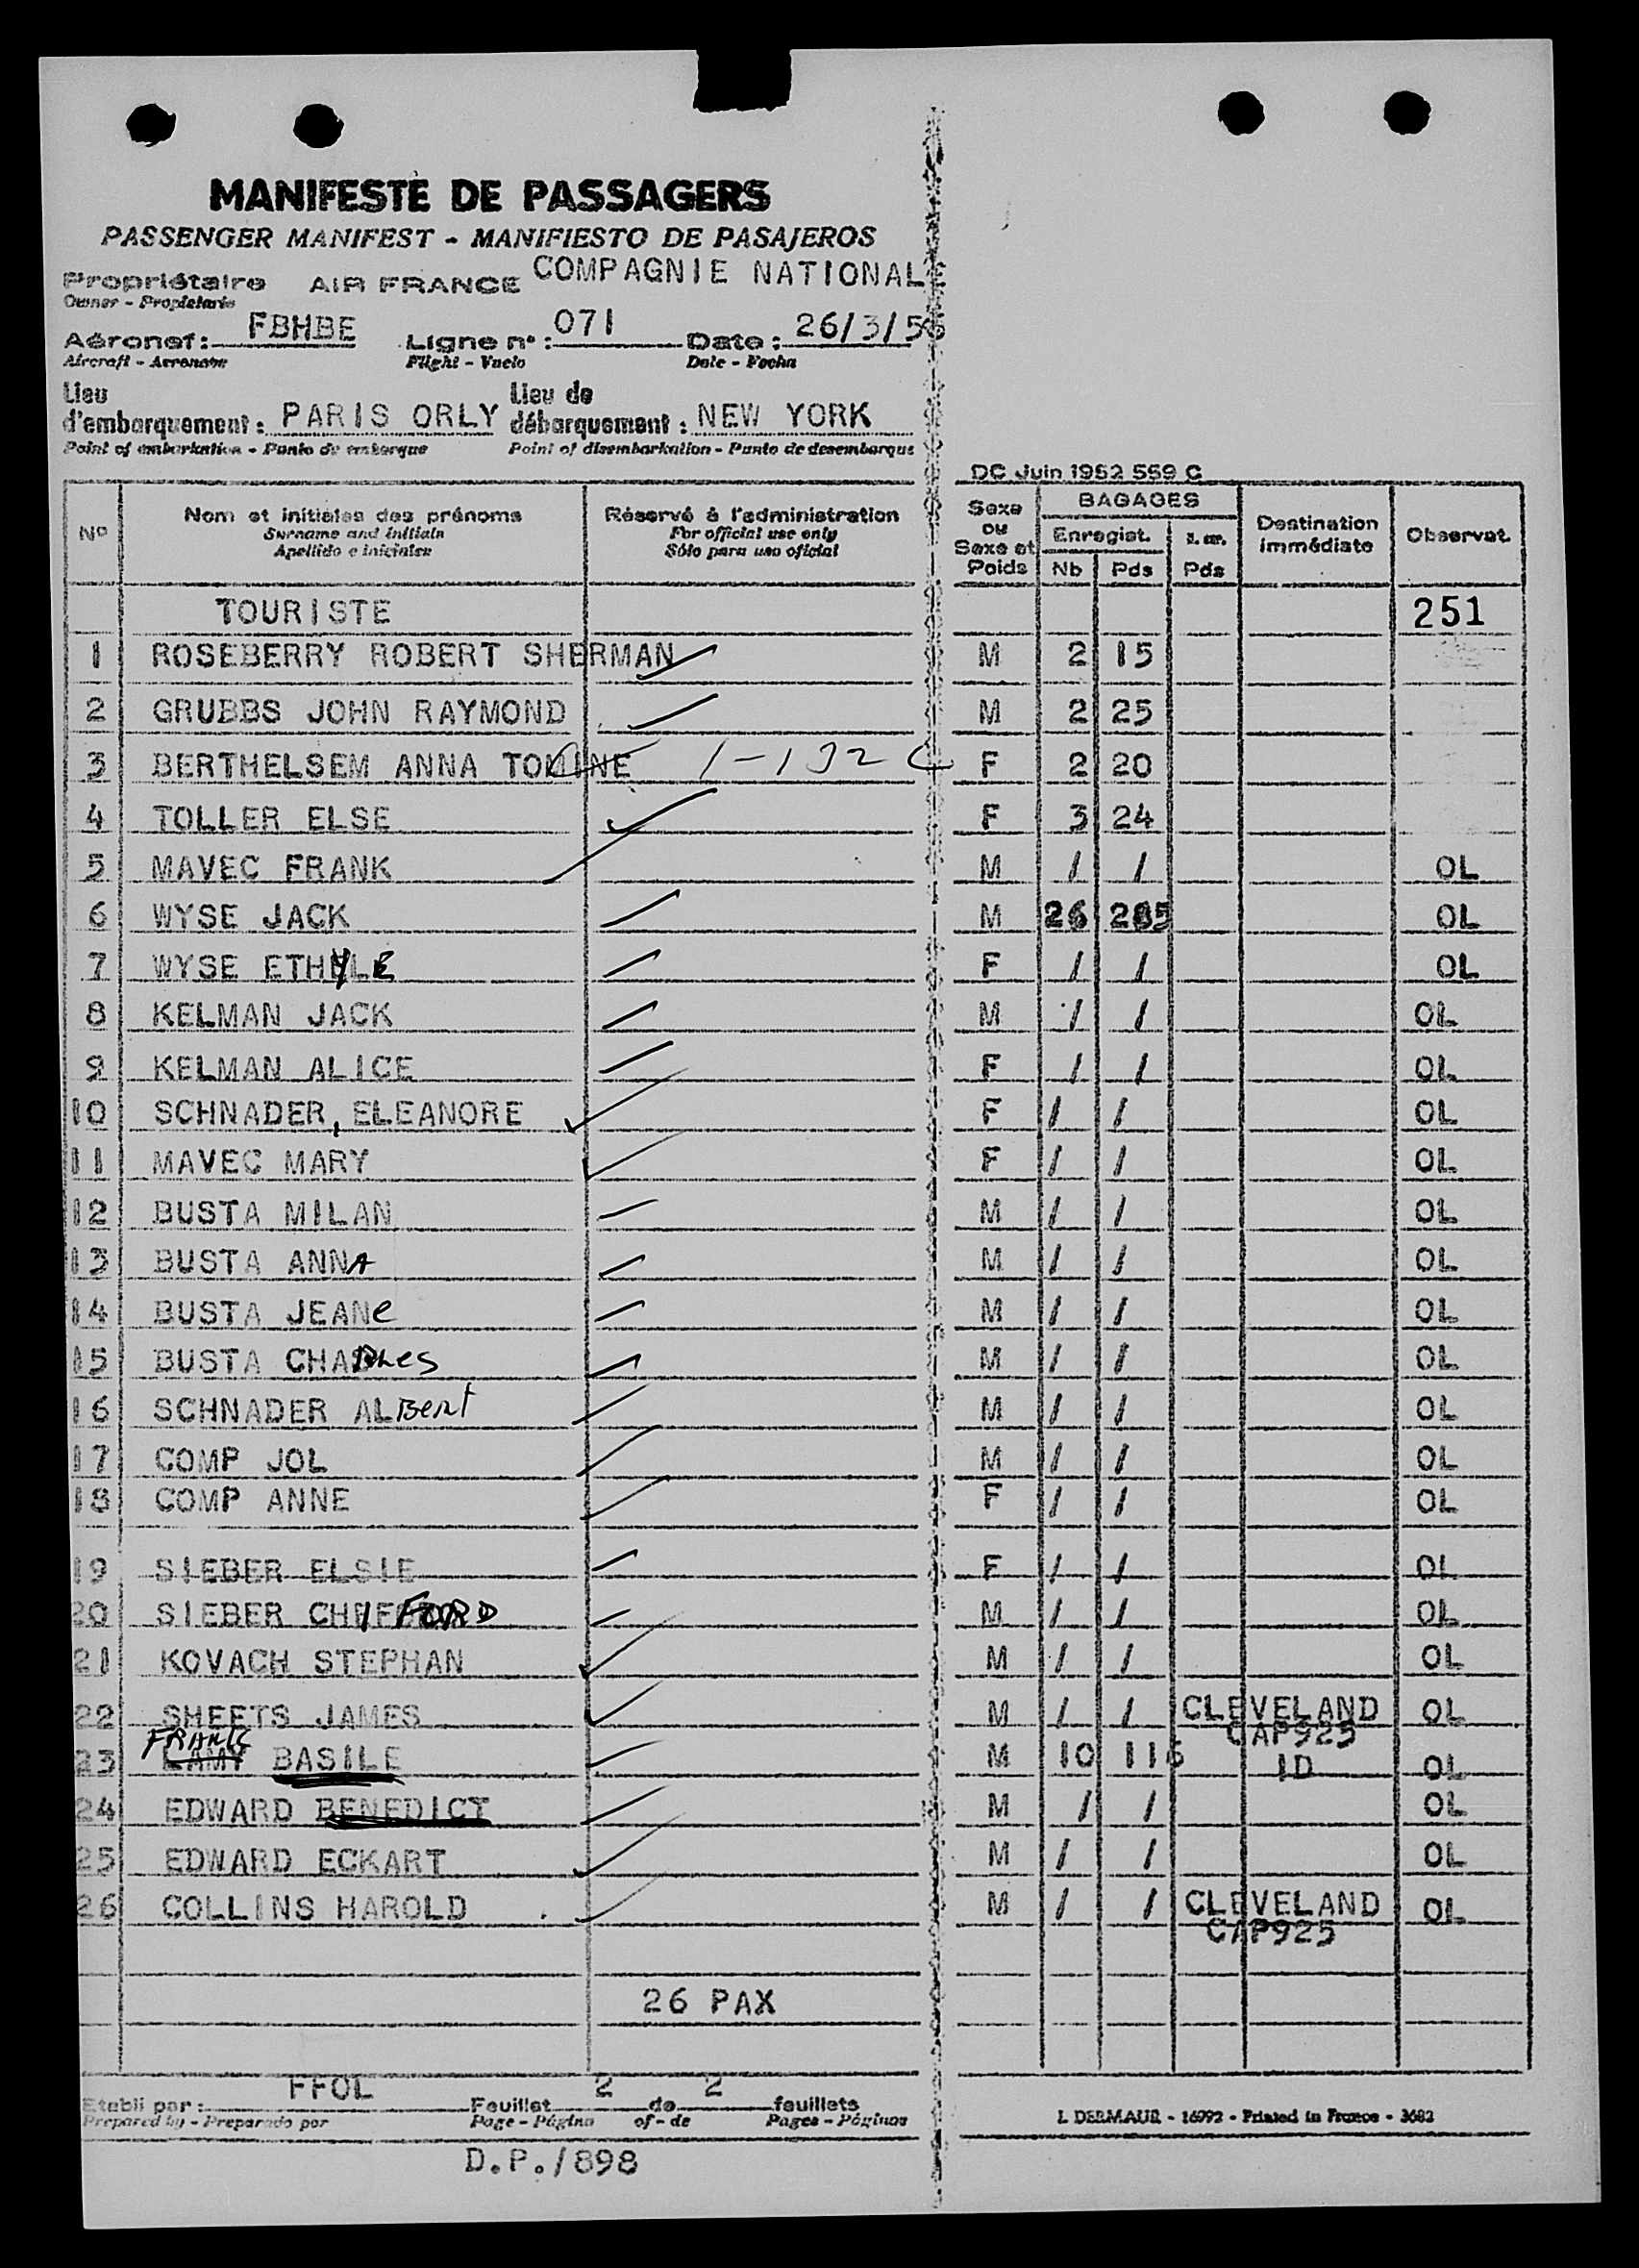 MANIFESTE DE PASSAGERS
PASSENGER MANIFEST - MANIFIESTO DE PASAJEROS
Propriétaire AIR FRANCE COMPAGNIE NATIONALE
Owner - Propietario
Aéronef: FBHBE Ligne n°: 071 Date: 26/3/56
Aircraft - Aeronave Flight - Vuelo Date - Fecha
Lieu d'embarquement: PARIS ORLY Lieu de débarquement: NEW YORK
Point of embarkation - Punto de embarque Point of disembarkation - Punto de desembarque
DC Juin 1952 559 C
N° Nom et initiales des prénoms Réservé à l'administration Sexe ou Sexe et Poids BAGAGES Destination immédiate Observat.
Surname and initials For official use only Enregist.
Apellido e iniciales Sólo para uso oficial Nb Pds Pds
TOURISTE 251
1 ROSEBERRY ROBERT SHERMAN M 2 15
2 GRUBBS JOHN RAYMOND M 2 25
3 BERTHELSEM ANNA 1-192 C F 2 20
4 TOLLER ELSE F 3 24
5 MAVEC FRANK M / / OL
6 WYSE JACK M 26 285 OL
7 WYSE ETHYLE F / / OL
8 KELMAN JACK M / / OL
9 KELMAN ALICE F / / OL
10 SCHNADER, ELEANORE F / / OL
11 MAVEC MARY F / / OL
12 BUSTA MILAN M / / OL
13 BUSTA ANNA M / / OL
14 BUSTA JEANe M / / OL
15 BUSTA CHARLes M / / OL
16 SCHNADER ALBert M / / OL
17 COMP JOL M / / OL
18 COMP ANNE F / / OL
19 SIEBER ELSIE F / / OL
20 SIEBER M / / OL
21 KOVACH STEPHAN M / / OL
22 SHEETS JAMES M / / CLEVELAND OL
CAP925
FRANK
23 LAMY BASILE M 10 116 ID OL
24 EDWARD BENEDICT M / / OL
25 EDWARD ECKART M / / OL
26 COLLINS HAROLD M / / CLEVELAND OL
CAP925
26 PAX
Etabli par: FFOL Feuillet 2 de 2 feuillets
Prepared by - Preparado por Page - Página of - de Pages - Páginas
L DERMAUR - 16992 - Printed in France - 3682
D.P./898